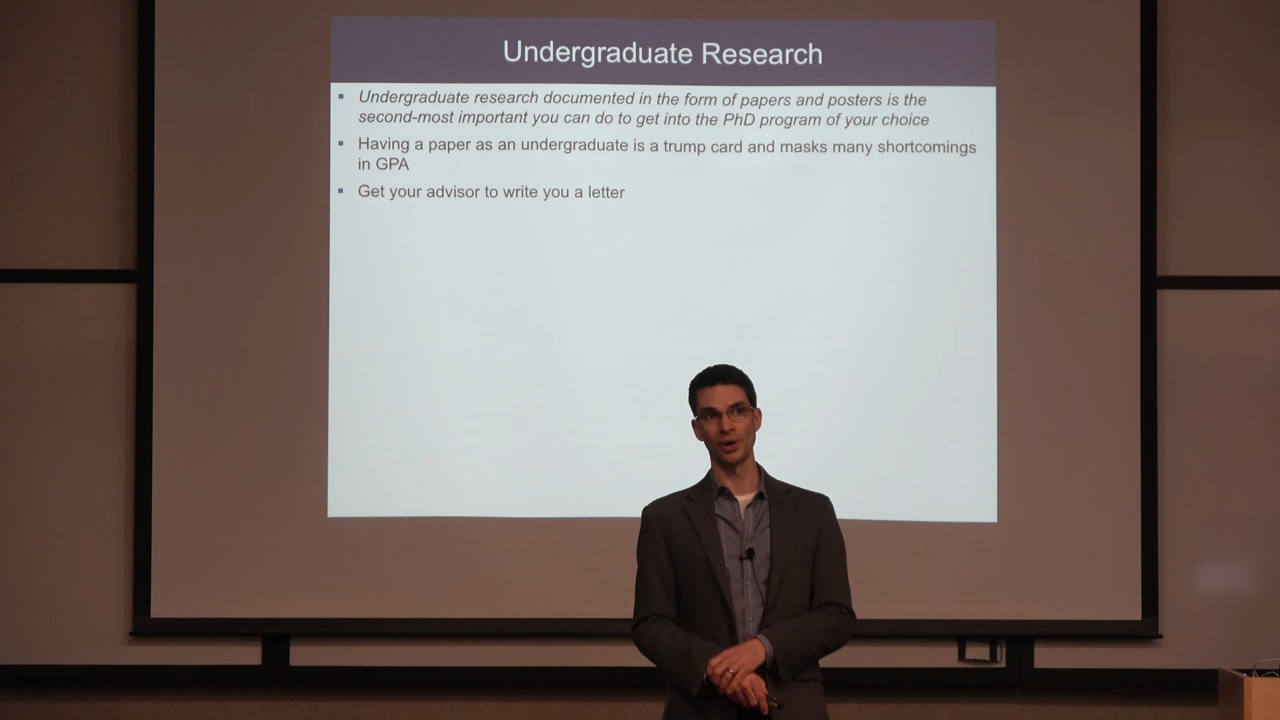 Undergraduate Research
▪ Undergraduate research documented in the form of papers and posters is the
second-most important you can do to get into the PhD program of your choice
▪ Having a paper as an undergraduate is a trump card and masks many shortcomings
in GPA
▪ Get your advisor to write you a letter